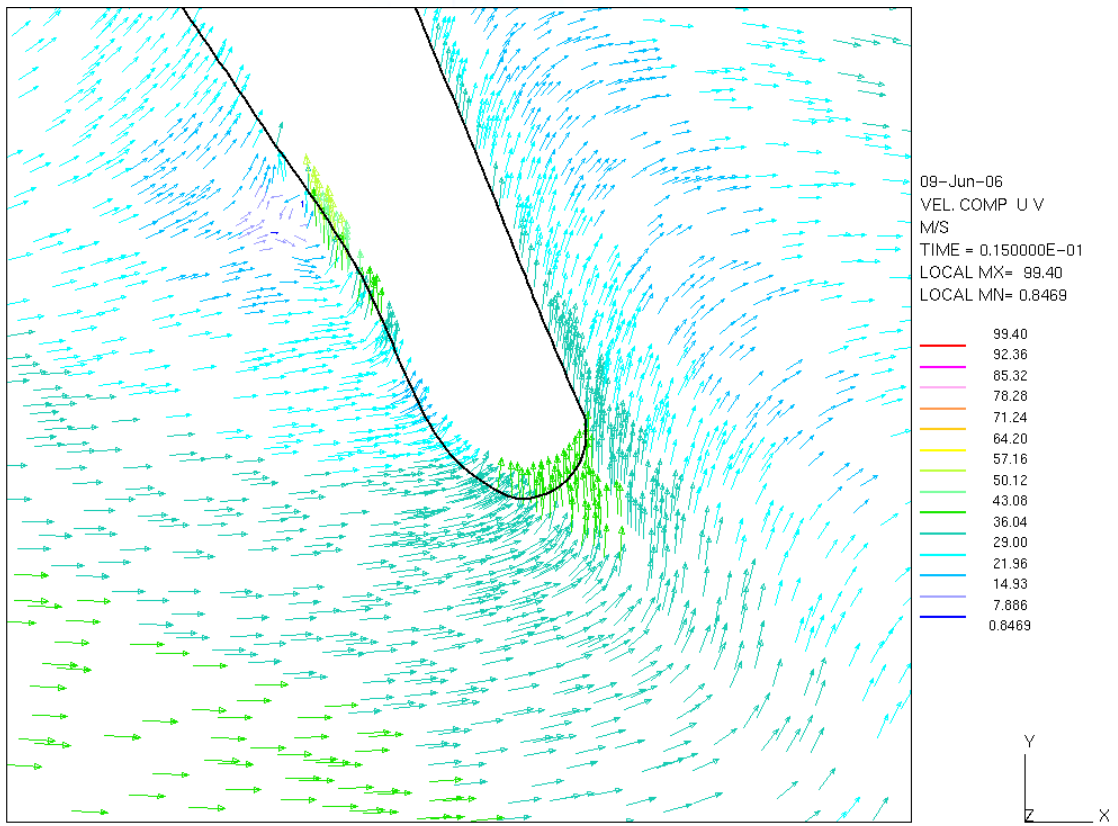 09-Jun-06
VEL. COMP U V
M/S
TIME = 0.150000E-01
LOCAL MX= 99.40
LOCAL MN= 0.8469
99.40
92.36
85.32
78.28
71.24
64.20
57.16
50.12
43.08
36.04
29.00
21.96
14.93
7.886
0.8469
1
Y
Z
X